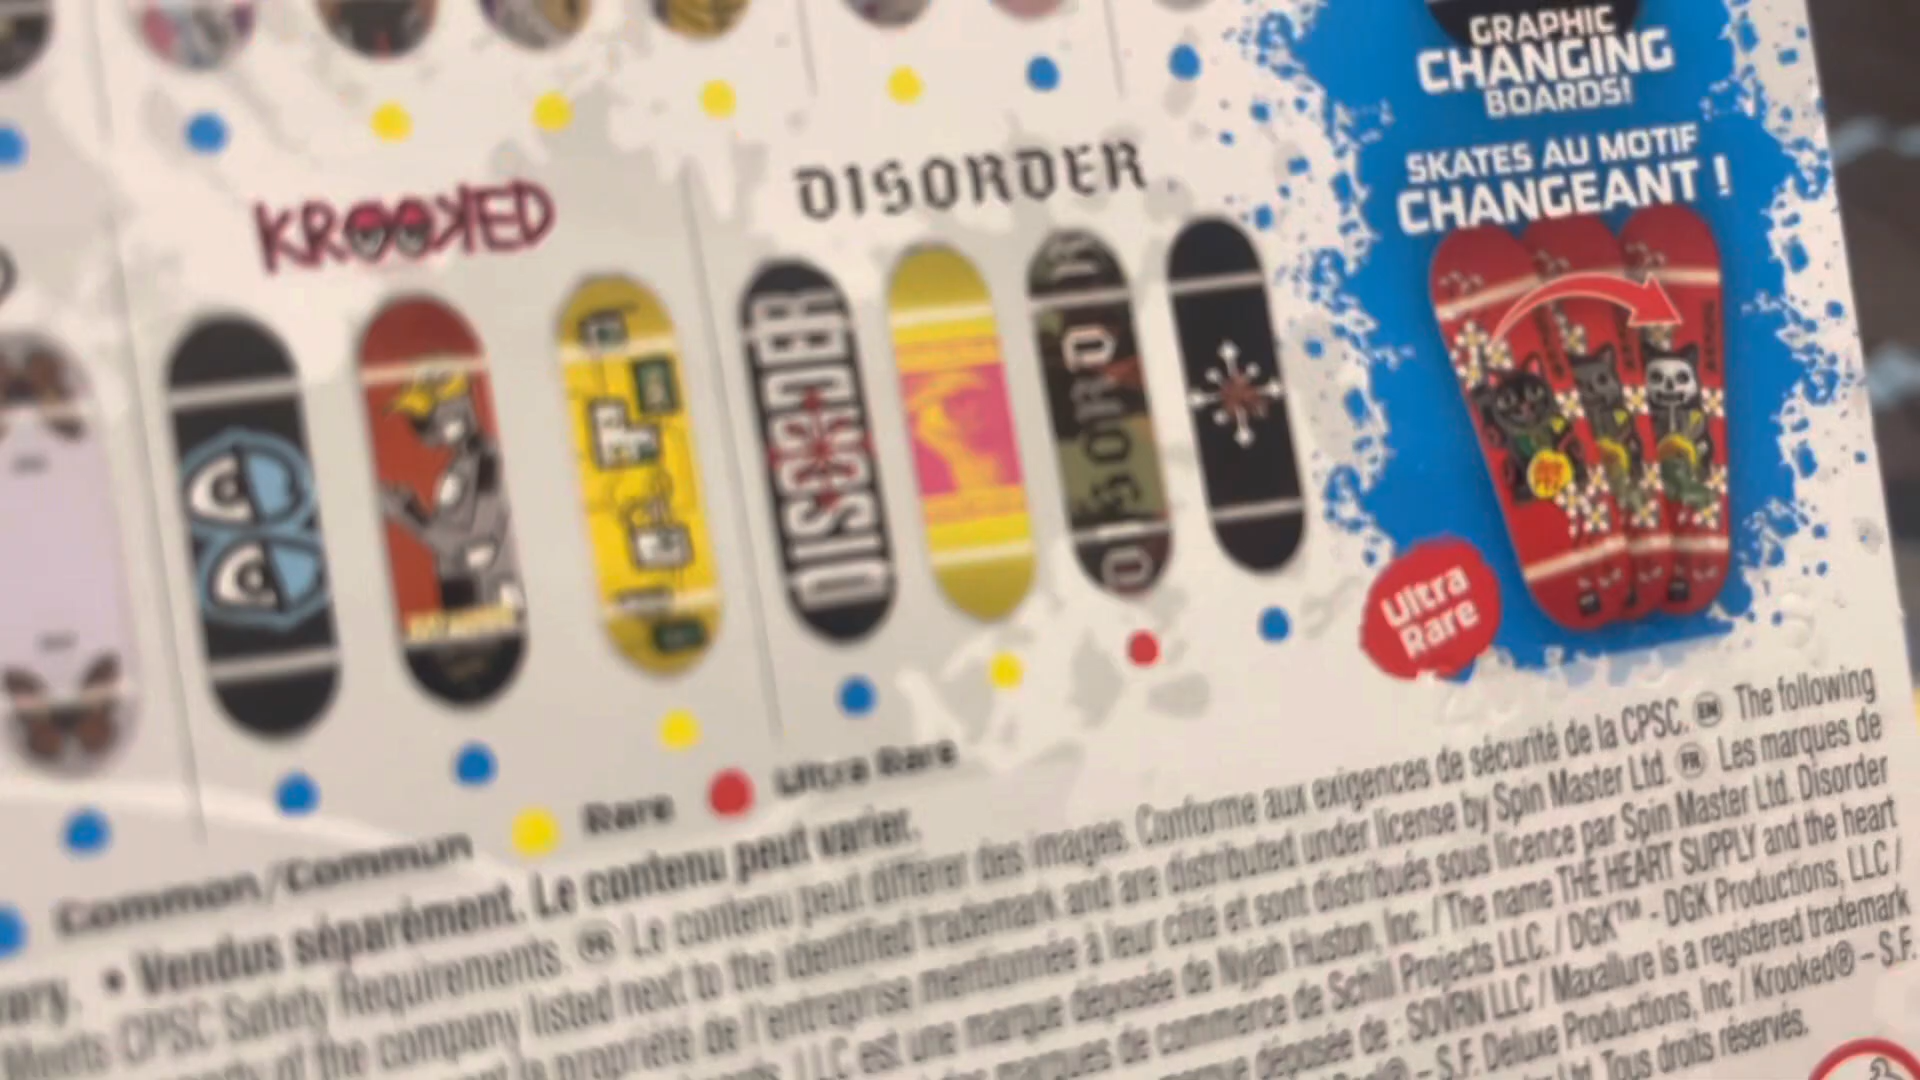 GRAPHIC
CHANGING
BOARDS!
SKATES AU MOTIF
CHANGEANT !
KROOKED
DISORDER
DISORDER
DISORD
Ultra
Rare
Common/Commun
Rare
Ultra Rare
vary. • Vendus séparément. Le contenu peut varier.
Meets CPSC Safety Requirements. FR Le contenu peut différer des images. Conforme aux exigences de sécurité de la CPSC. EN The following
of the company listed next to the identified trademark and are distributed under license by Spin Master Ltd. FR Les marques de
propriété de l'entreprise mentionnée à leur côté et sont distribués sous licence par Spin Master Ltd. Disorder
LLC est une marque déposée de Nyjah Huston, Inc. / The name THE HEART SUPPLY and the heart
marques de commerce de Schill Projects LLC. / DGK™ - DGK Productions, LLC /
déposée de : SOVRN LLC / Maxallure is a registered trademark
– S.F. Deluxe Productions, Inc / Krooked® – S.F.
Ltd. Tous droits réservés.